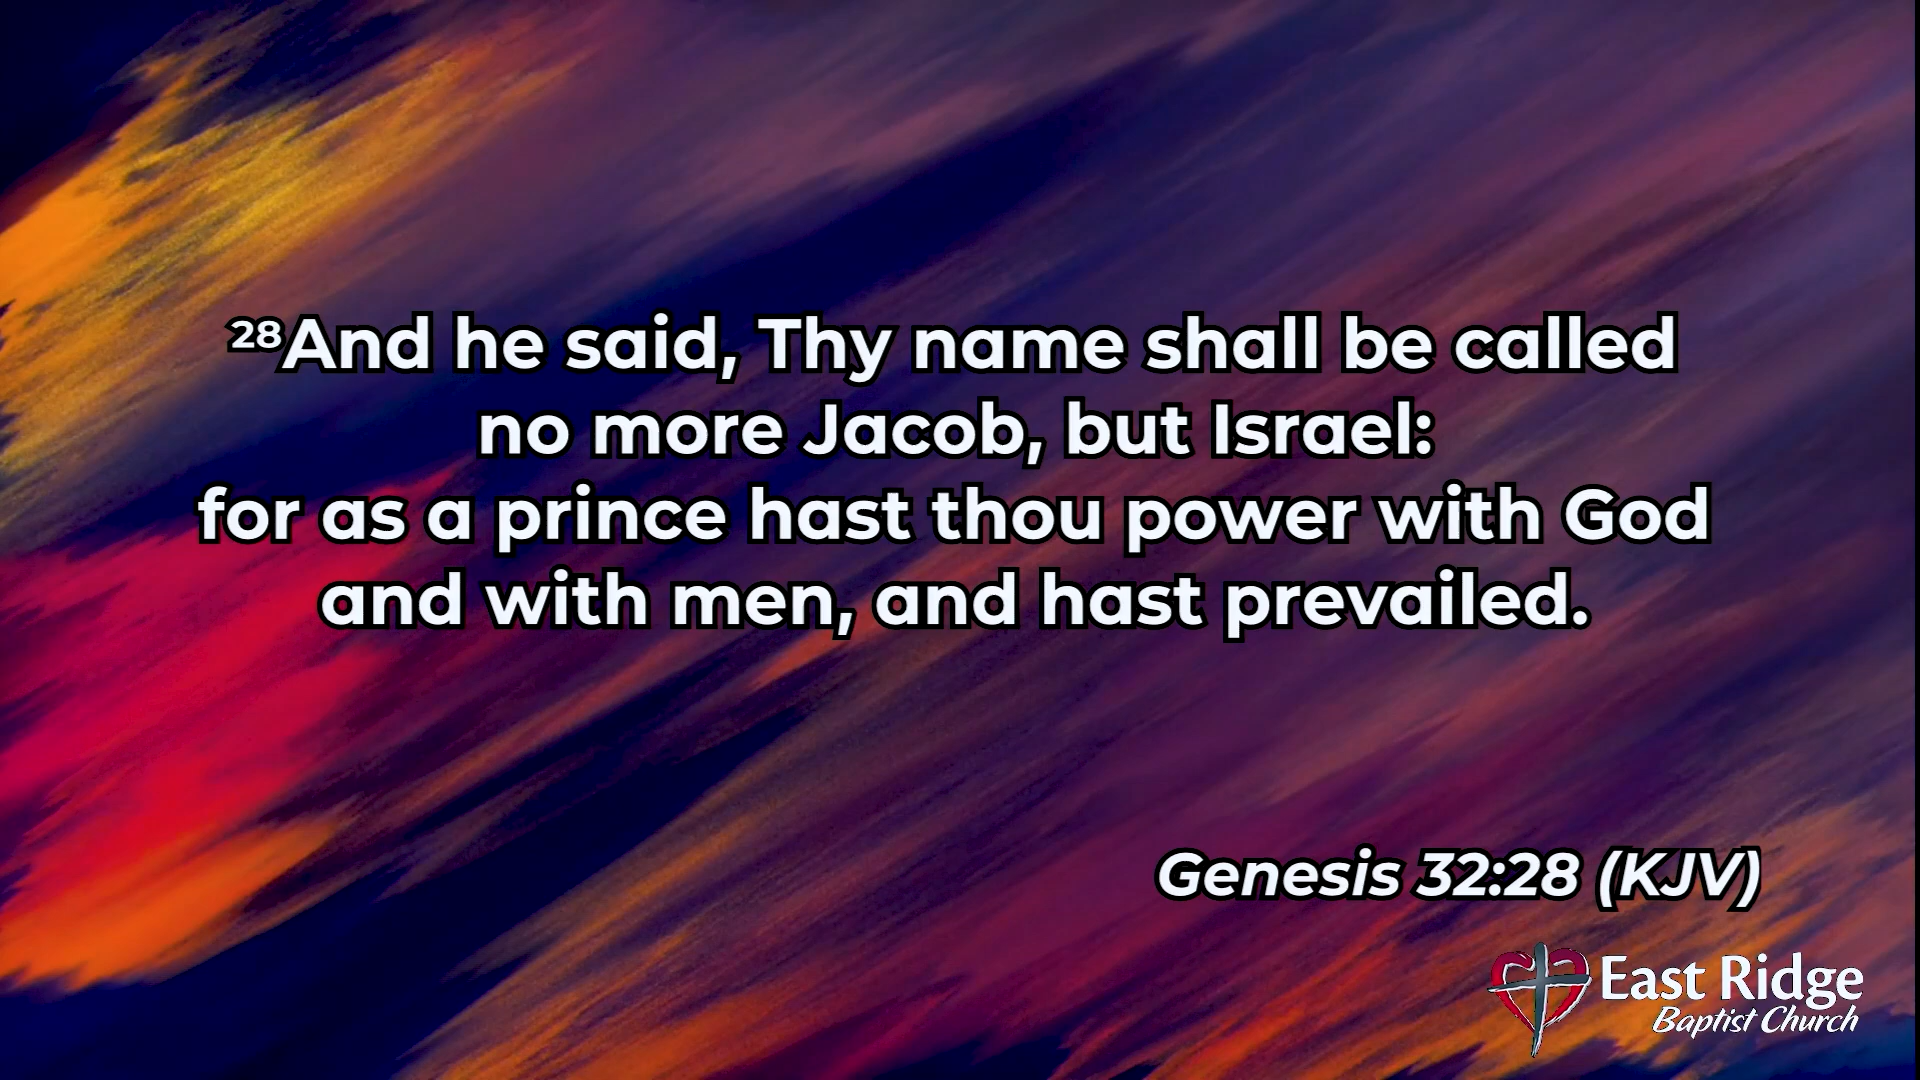 28And he said, Thy name shall be called
no more Jacob, but Israel:
for as a prince hast thou power with God
and with men, and hast prevailed.
Genesis 32:28 (KJV)
East Ridge
Baptist Church